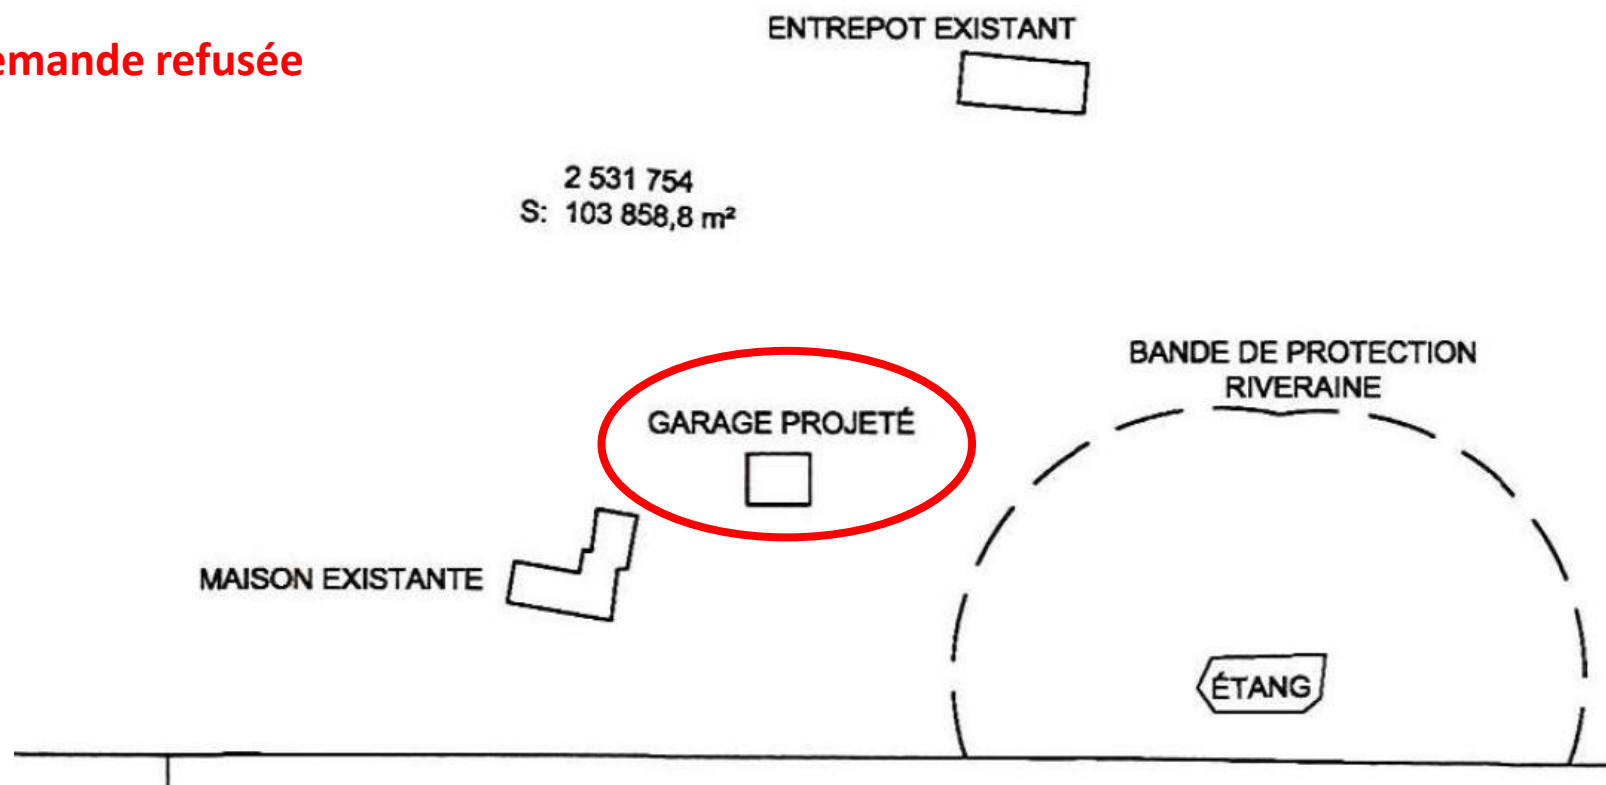 emande refusée
ENTREPOT EXISTANT
2 531 754
S: 103 858,8 m²
BANDE DE PROTECTION
RIVERAINE
GARAGE PROJETÉ
MAISON EXISTANTE
ÉTANG